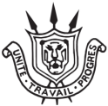 UNITE · TRAVAIL · PROGRES